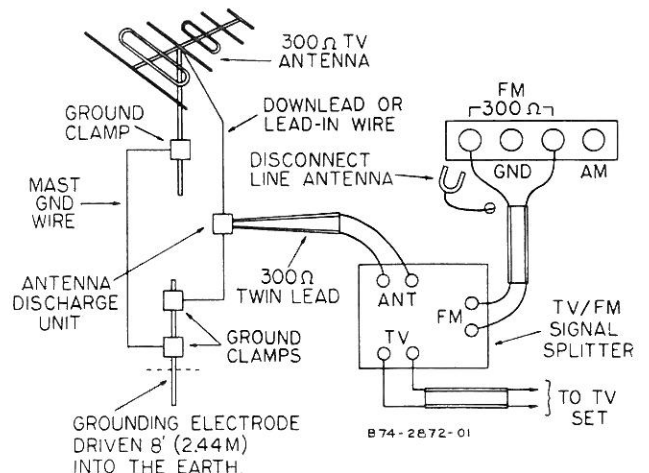 300Ω TV
ANTENNA
GROUND
CLAMP
DOWNLEAD OR
LEAD-IN WIRE
FM
300Ω
GND
AM
DISCONNECT
LINE ANTENNA
MAST
GND
WIRE
ANTENNA
DISCHARGE
UNIT
300Ω
TWIN LEAD
ANT
FM
TV
TV/FM
SIGNAL
SPLITTER
GROUND
CLAMPS
TO TV
SET
874-2872-01
GROUNDING ELECTRODE
DRIVEN 8' (2.44M)
INTO THE EARTH.